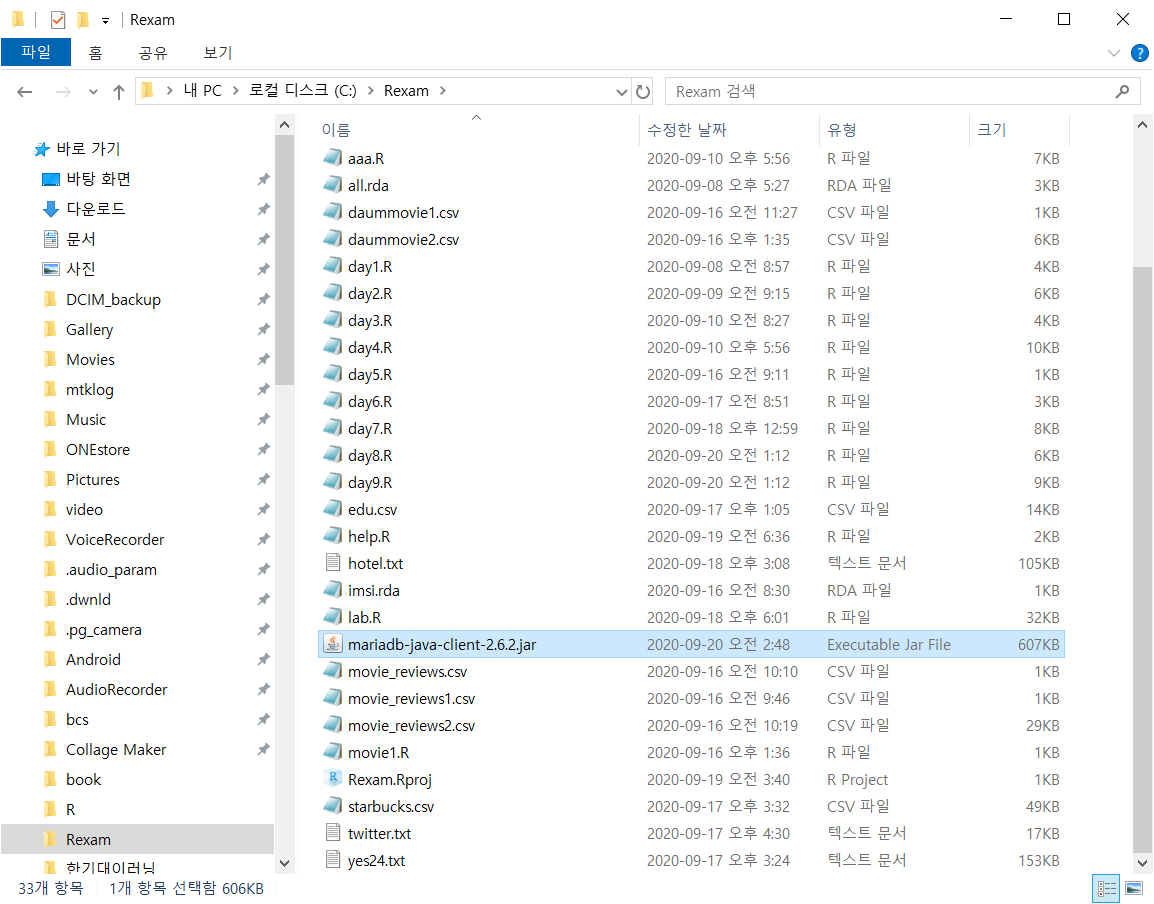 Rexam
파일 홈 공유 보기
내 PC 로컬 디스크 (C:) Rexam Rexam 검색
바로 가기
바탕 화면
다운로드
문서
사진
DCIM_backup
Gallery
Movies
mtklog
Music
ONEstore
Pictures
video
VoiceRecorder
.audio_param
.dwnld
.pg_camera
Android
AudioRecorder
bcs
Collage Maker
book
R
Rexam
한기대이러닝
이름 수정한 날짜 유형 크기
aaa.R 2020-09-10 오후 5:56 R 파일 7KB
all.rda 2020-09-08 오후 5:27 RDA 파일 3KB
daummovie1.csv 2020-09-16 오전 11:27 CSV 파일 1KB
daummovie2.csv 2020-09-16 오후 1:35 CSV 파일 6KB
day1.R 2020-09-08 오후 8:57 R 파일 4KB
day2.R 2020-09-09 오전 9:15 R 파일 6KB
day3.R 2020-09-10 오전 8:27 R 파일 4KB
day4.R 2020-09-10 오후 5:56 R 파일 10KB
day5.R 2020-09-16 오전 9:11 R 파일 1KB
day6.R 2020-09-17 오전 8:51 R 파일 3KB
day7.R 2020-09-18 오후 12:59 R 파일 8KB
day8.R 2020-09-20 오전 1:12 R 파일 6KB
day9.R 2020-09-20 오전 1:12 R 파일 9KB
edu.csv 2020-09-17 오후 1:05 CSV 파일 14KB
help.R 2020-09-19 오전 6:36 R 파일 2KB
hotel.txt 2020-09-18 오후 3:08 텍스트 문서 105KB
imsi.rda 2020-09-16 오전 8:30 RDA 파일 1KB
lab.R 2020-09-18 오후 6:01 R 파일 32KB
mariadb-java-client-2.6.2.jar 2020-09-20 오전 2:48 Executable Jar File 607KB
movie_reviews.csv 2020-09-16 오전 10:10 CSV 파일 1KB
movie_reviews1.csv 2020-09-16 오전 9:46 CSV 파일 1KB
movie_reviews2.csv 2020-09-16 오전 10:19 CSV 파일 29KB
movie1.R 2020-09-16 오후 1:36 R 파일 1KB
Rexam.Rproj 2020-09-19 오전 3:40 R Project 1KB
starbucks.csv 2020-09-17 오후 3:32 CSV 파일 49KB
twitter.txt 2020-09-17 오후 4:30 텍스트 문서 17KB
yes24.txt 2020-09-17 오후 3:24 텍스트 문서 153KB
33개 항목 1개 항목 선택함 606KB